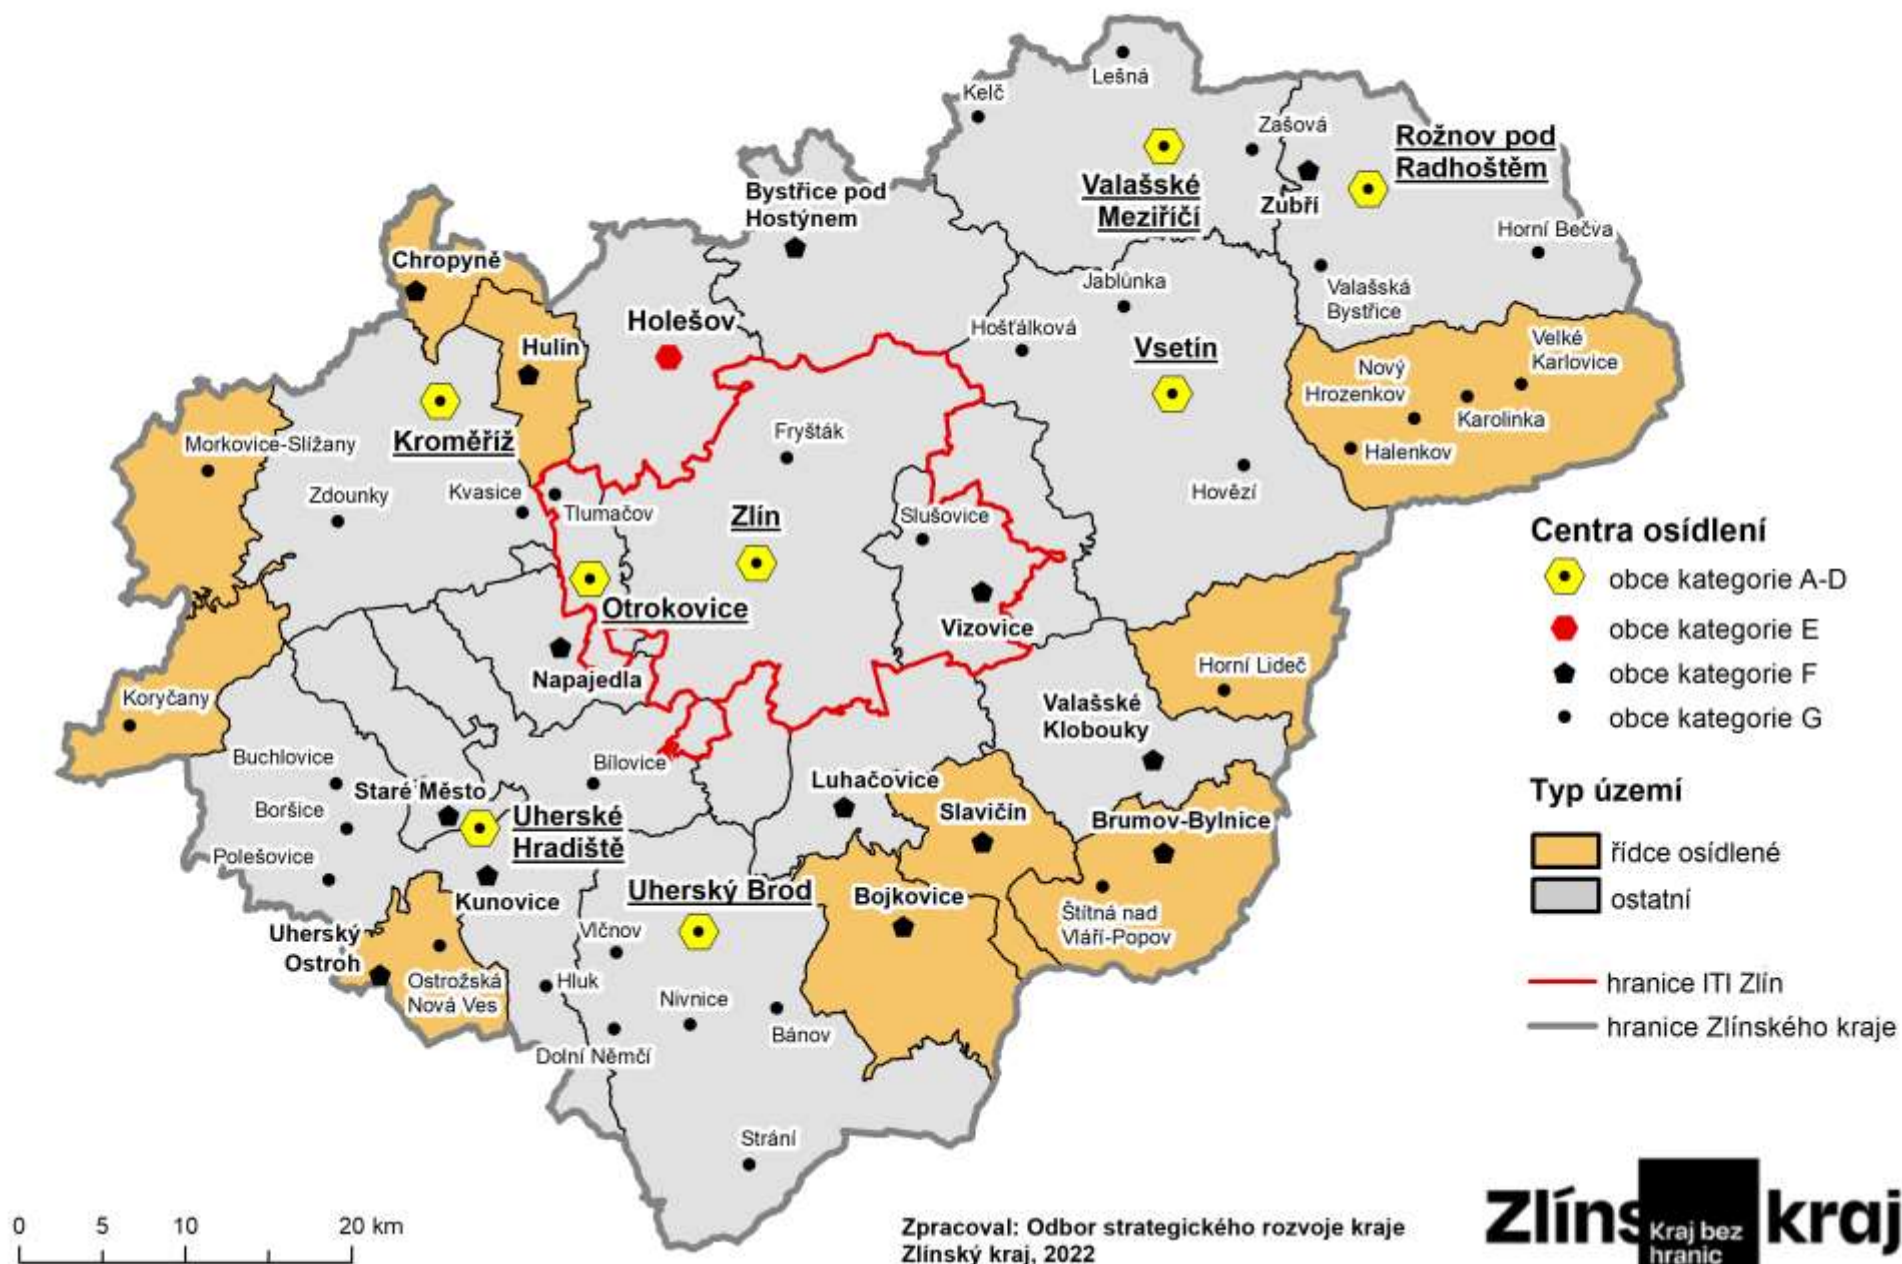 Lešná
Kelč
Zašová
Rožnov pod
Radhoštěm
Valašské
Meziříčí
Zubří
Bystřice pod
Hostýnem
Horní Bečva
Chropyně
Jablůnka
Valašská
Bystřice
Holešov
Hošťálková
Hulín
Vsetín
Velké
Karlovice
Nový
Hrozenkov
Karolinka
Halenkov
Morkovice-Slížany
Kroměříž
Fryšták
Zdounky
Kvasice
Tlumačov
Hovězí
Zlín
Slušovice
Otrokovice
Vizovice
Napajedla
Horní Lideč
Koryčany
Valašské
Klobouky
Buchlovice
Bílovice
Staré Město
Luhačovice
Boršice
Uherské
Hradiště
Slavičín
Brumov-Bylnice
Polešovice
Kunovice
Uherský Brod
Bojkovice
Štítná nad
Vláří-Popov
Uherský
Ostroh
Vlčnov
Ostrožská
Nová Ves
Hluk
Nivnice
Bánov
Dolní Němčí
Strání
Centra osídlení
obce kategorie A-D
obce kategorie E
obce kategorie F
obce kategorie G
Typ území
řídce osídlené
ostatní
hranice ITI Zlín
hranice Zlínského kraje
0 5 10 20 km
Zpracoval: Odbor strategického rozvoje kraje
Zlínský kraj, 2022
Zlíns kraj
Kraj bez
hranic